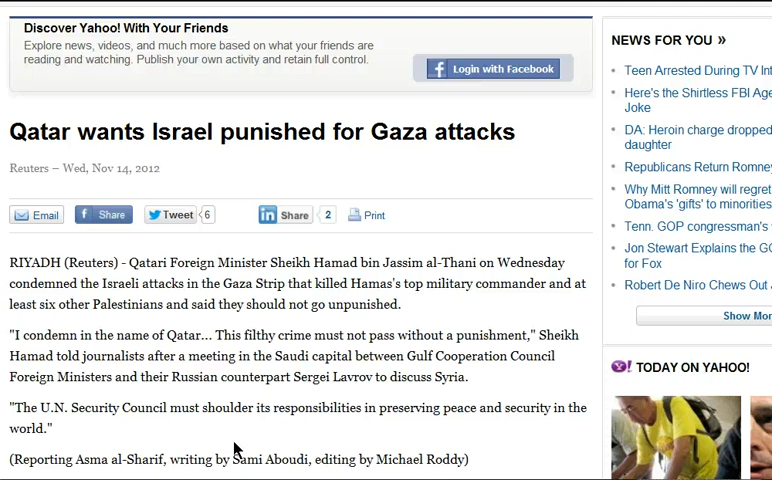 Discover Yahoo! With Your Friends
Explore news, videos, and much more based on what your friends are
reading and watching. Publish your own activity and retain full control.
Login with Facebook
Qatar wants Israel punished for Gaza attacks
Reuters – Wed, Nov 14, 2012
Email
Share
Tweet
6
Share
2
Print
RIYADH (Reuters) - Qatari Foreign Minister Sheikh Hamad bin Jassim al-Thani on Wednesday
condemned the Israeli attacks in the Gaza Strip that killed Hamas's top military commander and at
least six other Palestinians and said they should not go unpunished.
"I condemn in the name of Qatar... This filthy crime must not pass without a punishment," Sheikh
Hamad told journalists after a meeting in the Saudi capital between Gulf Cooperation Council
Foreign Ministers and their Russian counterpart Sergei Lavrov to discuss Syria.
"The U.N. Security Council must shoulder its responsibilities in preserving peace and security in the
world."
(Reporting Asma al-Sharif, writing by Sami Aboudi, editing by Michael Roddy)
NEWS FOR YOU »
Teen Arrested During TV
Here's the Shirtless FBI
Joke
DA: Heroin charge dropped
daughter
Republicans Return
Why Mitt Romney will regret
Obama's 'gifts' to minorities
Tenn. GOP congressman's
Jon Stewart Explains the
for Fox
Robert De Niro Chews Out
Show
TODAY ON YAHOO!